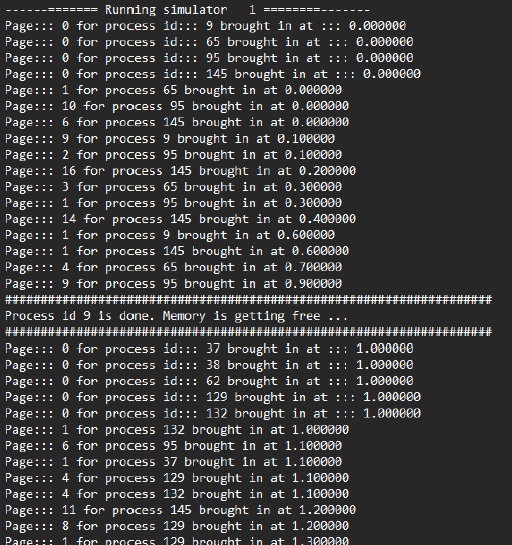 ------======= Running simulator   1 ========-------
Page::: 0 for process id::: 9 brought in at ::: 0.000000
Page::: 0 for process id::: 65 brought in at ::: 0.000000
Page::: 0 for process id::: 95 brought in at ::: 0.000000
Page::: 0 for process id::: 145 brought in at ::: 0.000000
Page::: 1 for process 65 brought in at 0.000000
Page::: 10 for process 95 brought in at 0.000000
Page::: 6 for process 145 brought in at 0.000000
Page::: 9 for process 9 brought in at 0.100000
Page::: 2 for process 95 brought in at 0.100000
Page::: 16 for process 145 brought in at 0.200000
Page::: 3 for process 65 brought in at 0.300000
Page::: 1 for process 95 brought in at 0.300000
Page::: 14 for process 145 brought in at 0.400000
Page::: 1 for process 9 brought in at 0.600000
Page::: 1 for process 145 brought in at 0.600000
Page::: 4 for process 65 brought in at 0.700000
Page::: 9 for process 95 brought in at 0.900000
####################################################################
Process id 9 is done. Memory is getting free ...
####################################################################
Page::: 0 for process id::: 37 brought in at ::: 1.000000
Page::: 0 for process id::: 38 brought in at ::: 1.000000
Page::: 0 for process id::: 62 brought in at ::: 1.000000
Page::: 0 for process id::: 129 brought in at ::: 1.000000
Page::: 0 for process id::: 132 brought in at ::: 1.000000
Page::: 1 for process 132 brought in at 1.000000
Page::: 6 for process 95 brought in at 1.100000
Page::: 1 for process 37 brought in at 1.100000
Page::: 4 for process 129 brought in at 1.100000
Page::: 4 for process 132 brought in at 1.100000
Page::: 11 for process 145 brought in at 1.200000
Page::: 8 for process 129 brought in at 1.200000
Page::: 1 for process 129 brought in at 1.300000